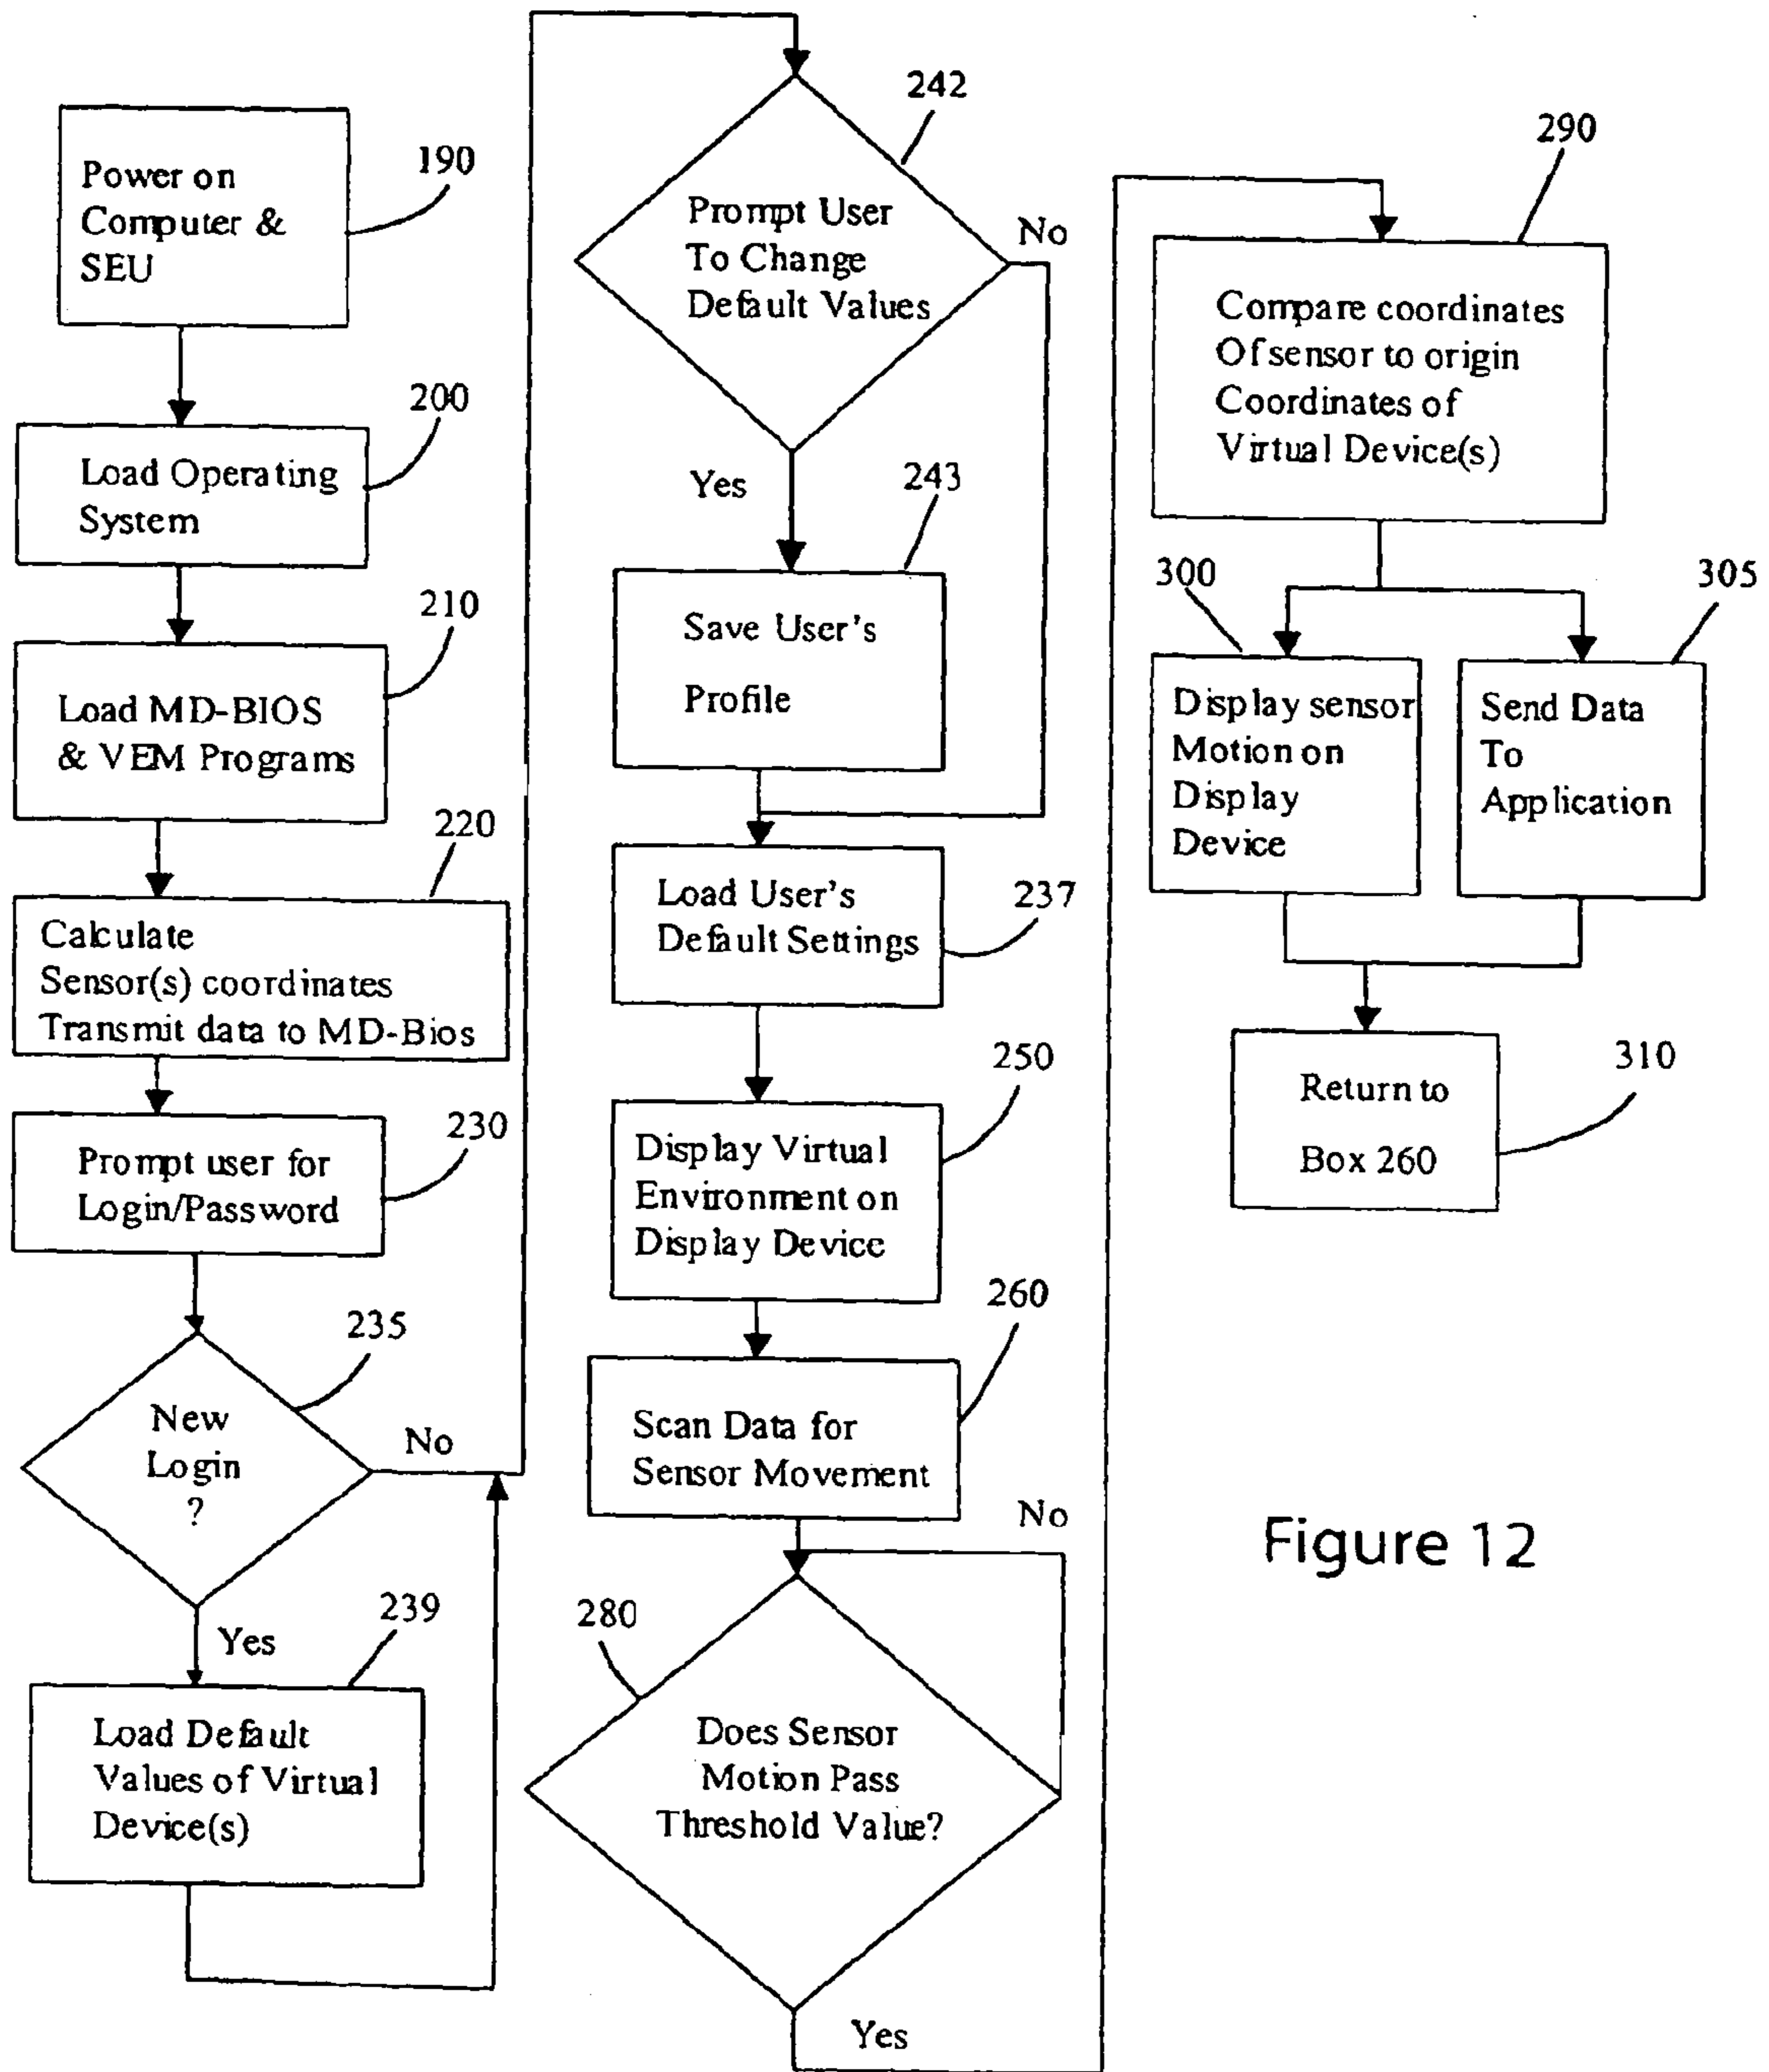 190
Power on
Computer &
SEU
200
Load Operating
System
210
Load MD-BIOS
& VEM Programs
220
Calculate
Sensor(s) coordinates
Transmit data to MD-Bios
230
Prompt user for
Login/Password
235
New
Login
?
No
Yes
239
Load Default
Values of Virtual
Device(s)
242
Prompt User
To Change
Default Values
No
Yes
243
Save User's
Profile
Load User's
Default Settings
237
250
Display Virtual
Environment on
Display Device
260
Scan Data for
Sensor Movement
No
280
Does Sensor
Motion Pass
Threshold Value?
Yes
290
Compare coordinates
Of sensor to origin
Coordinates of
Virtual Device(s)
300
305
Display sensor
Motion on
Display
Device
Send Data
To
Application
310
Return to
Box 260
Figure 12